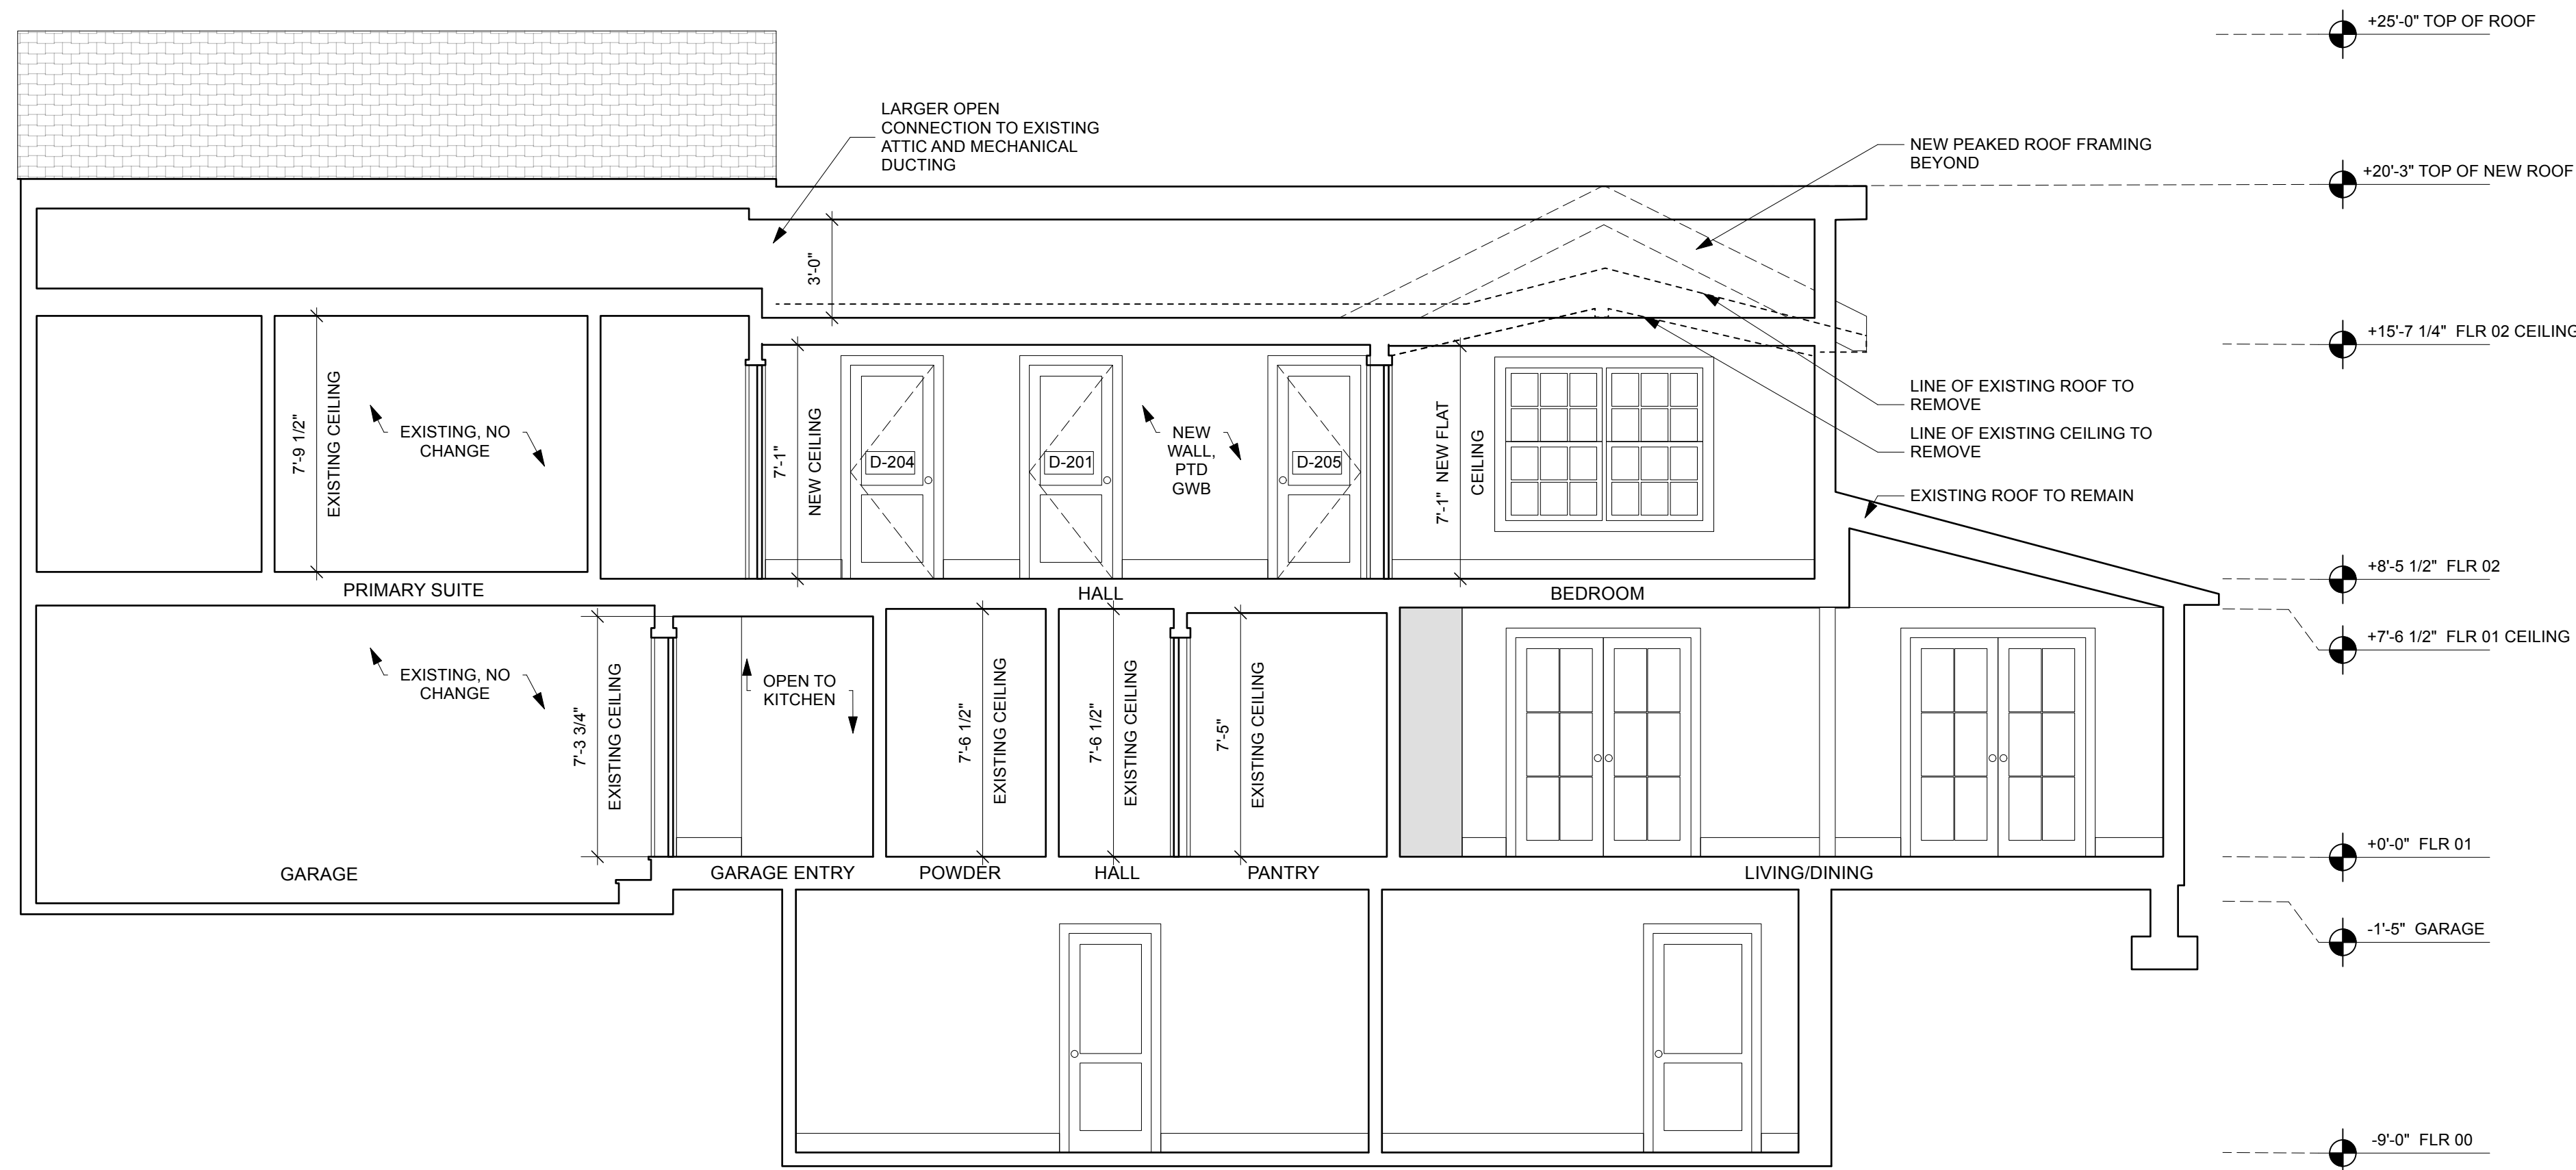 +25'-0" TOP OF ROOF
LARGER OPEN
CONNECTION TO EXISTING
ATTIC AND MECHANICAL
DUCTING
NEW PEAKED ROOF FRAMING
BEYOND
+20'-3" TOP OF NEW ROOF
3'-0"
+15'-7 1/4" FLR 02 CEILING
7'-9 1/2"
EXISTING CEILING
EXISTING, NO
CHANGE
7'-1"
NEW CEILING
D-204
D-201
NEW
WALL,
PTD
GWB
D-205
7'-1" NEW FLAT
CEILING
LINE OF EXISTING ROOF TO
REMOVE
LINE OF EXISTING CEILING TO
REMOVE
EXISTING ROOF TO REMAIN
+8'-5 1/2" FLR 02
PRIMARY SUITE
HALL
BEDROOM
+7'-6 1/2" FLR 01 CEILING
EXISTING, NO
CHANGE
7'-3 3/4"
EXISTING CEILING
OPEN TO
KITCHEN
7'-6 1/2"
EXISTING CEILING
7'-6 1/2"
EXISTING CEILING
7'-5"
EXISTING CEILING
+0'-0" FLR 01
GARAGE
GARAGE ENTRY
POWDER
HALL
PANTRY
LIVING/DINING
-1'-5" GARAGE
-9'-0" FLR 00